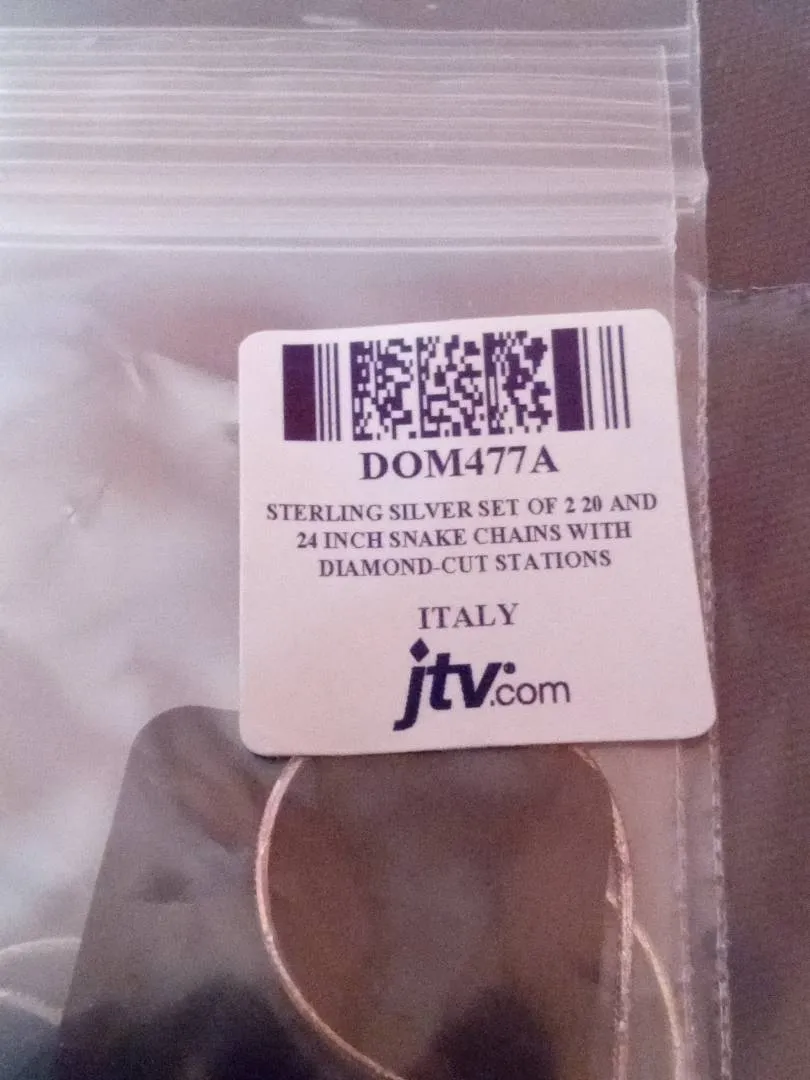 DOM477A
STERLING SILVER SET OF 2 20 AND
24 INCH SNAKE CHAINS WITH
DIAMOND-CUT STATIONS
ITALY
jtv®.com